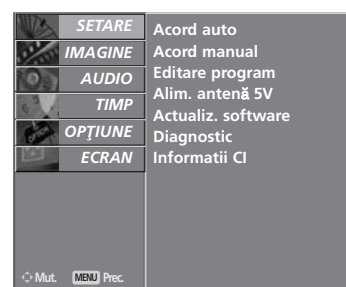 SETARE
IMAGINE
AUDIO
TIMP
OPŢIUNE
ECRAN
Acord auto
Acord manual
Editare program
Alim. antenă 5V
Actualiz. software
Diagnostic
Informatii CI
Mut. MENU Prec.